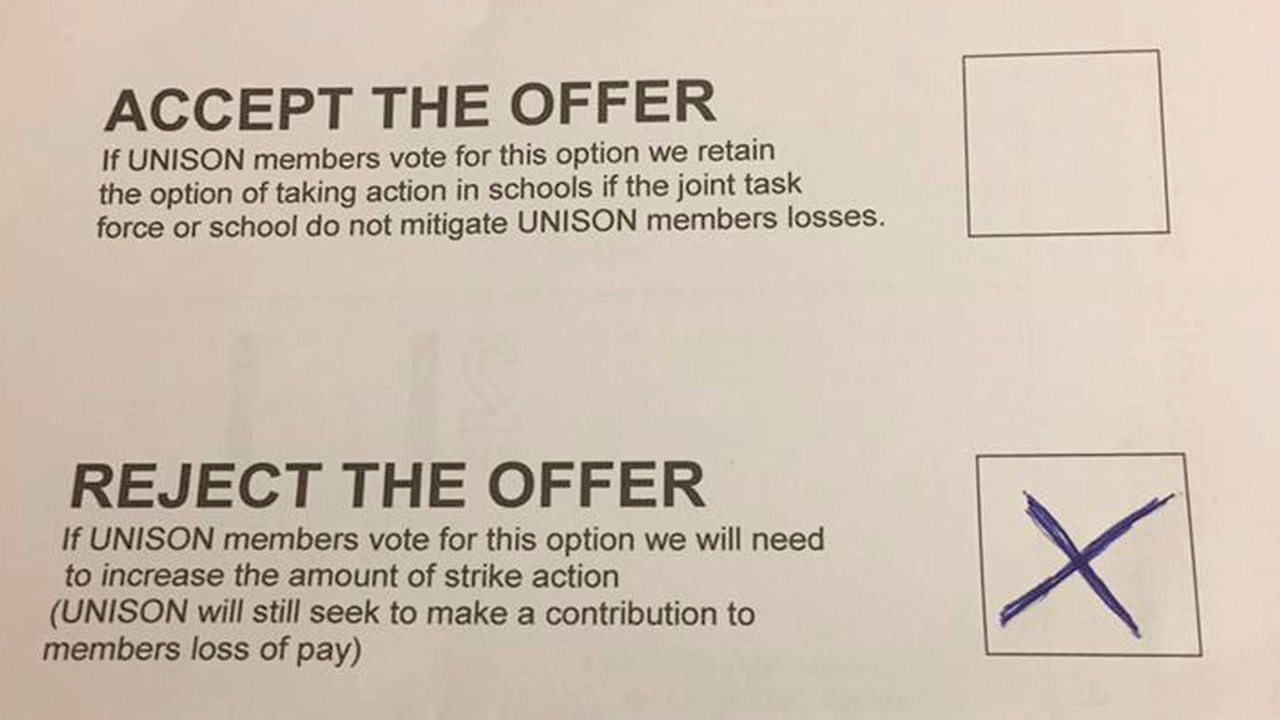 ACCEPT THE OFFER
If UNISON members vote for this option we retain
the option of taking action in schools if the joint task
force or school do not mitigate UNISON members losses.
REJECT THE OFFER
If UNISON members vote for this option we will need
to increase the amount of strike action
(UNISON will still seek to make a contribution to
members loss of pay)